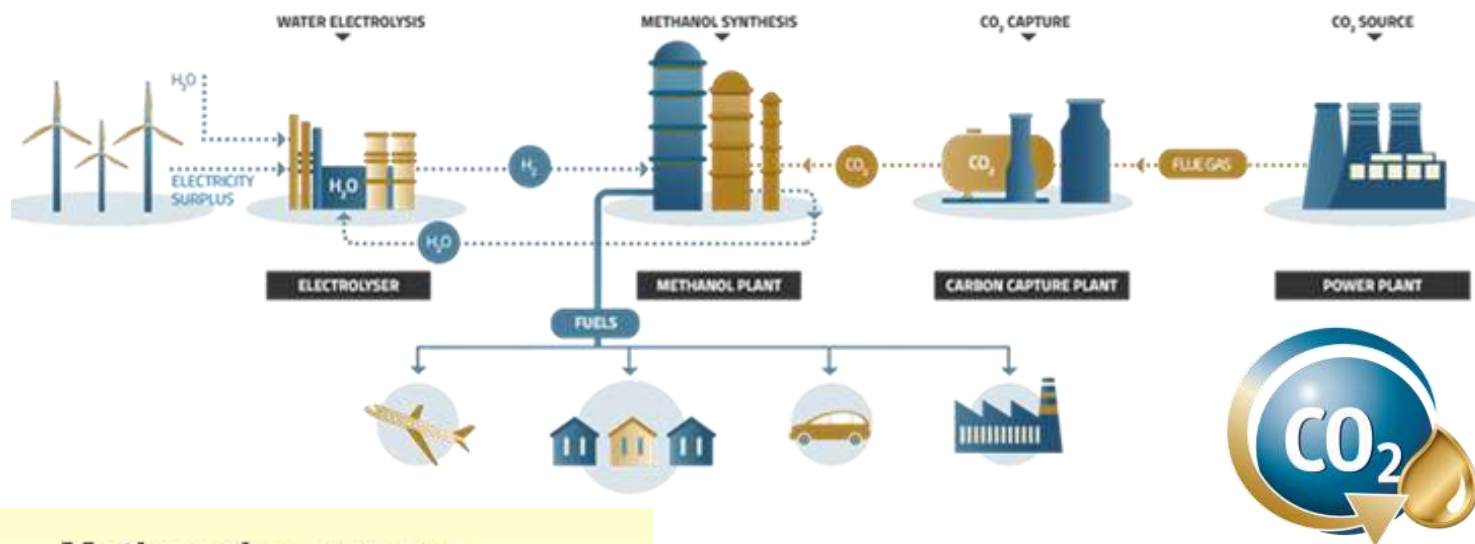 WATER ELECTROLYSIS
METHANOL SYNTHESIS
CO₂ CAPTURE
CO₂ SOURCE
H₂O
ELECTRICITY
SURPLUS
H₂O
H₂
CO₂
CO₂
FLUE GAS
H₂O
ELECTROLYSER
METHANOL PLANT
CARBON CAPTURE PLANT
POWER PLANT
FUELS
CO₂